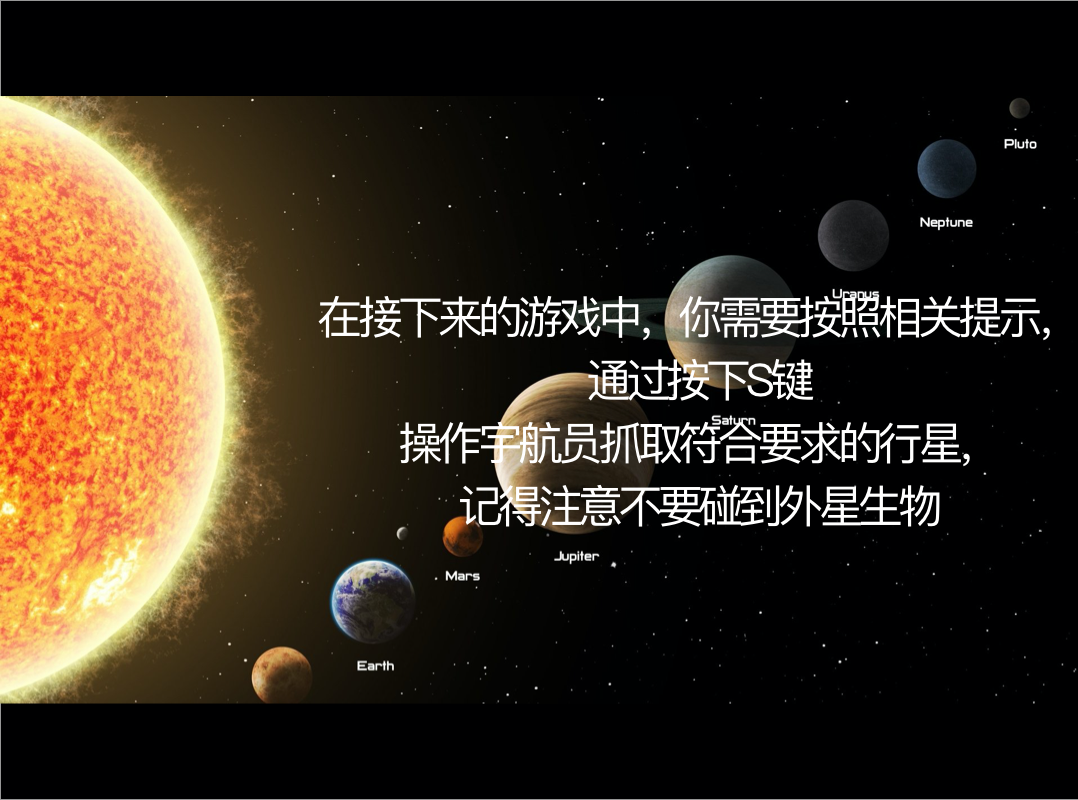 Pluto
Neptune
Uranus
在接下来的游戏中，你需要按照相关提示，
通过按下S键
Saturn
操作宇航员抓取符合要求的行星，
记得注意不要碰到外星生物
Jupiter
Mars
Earth